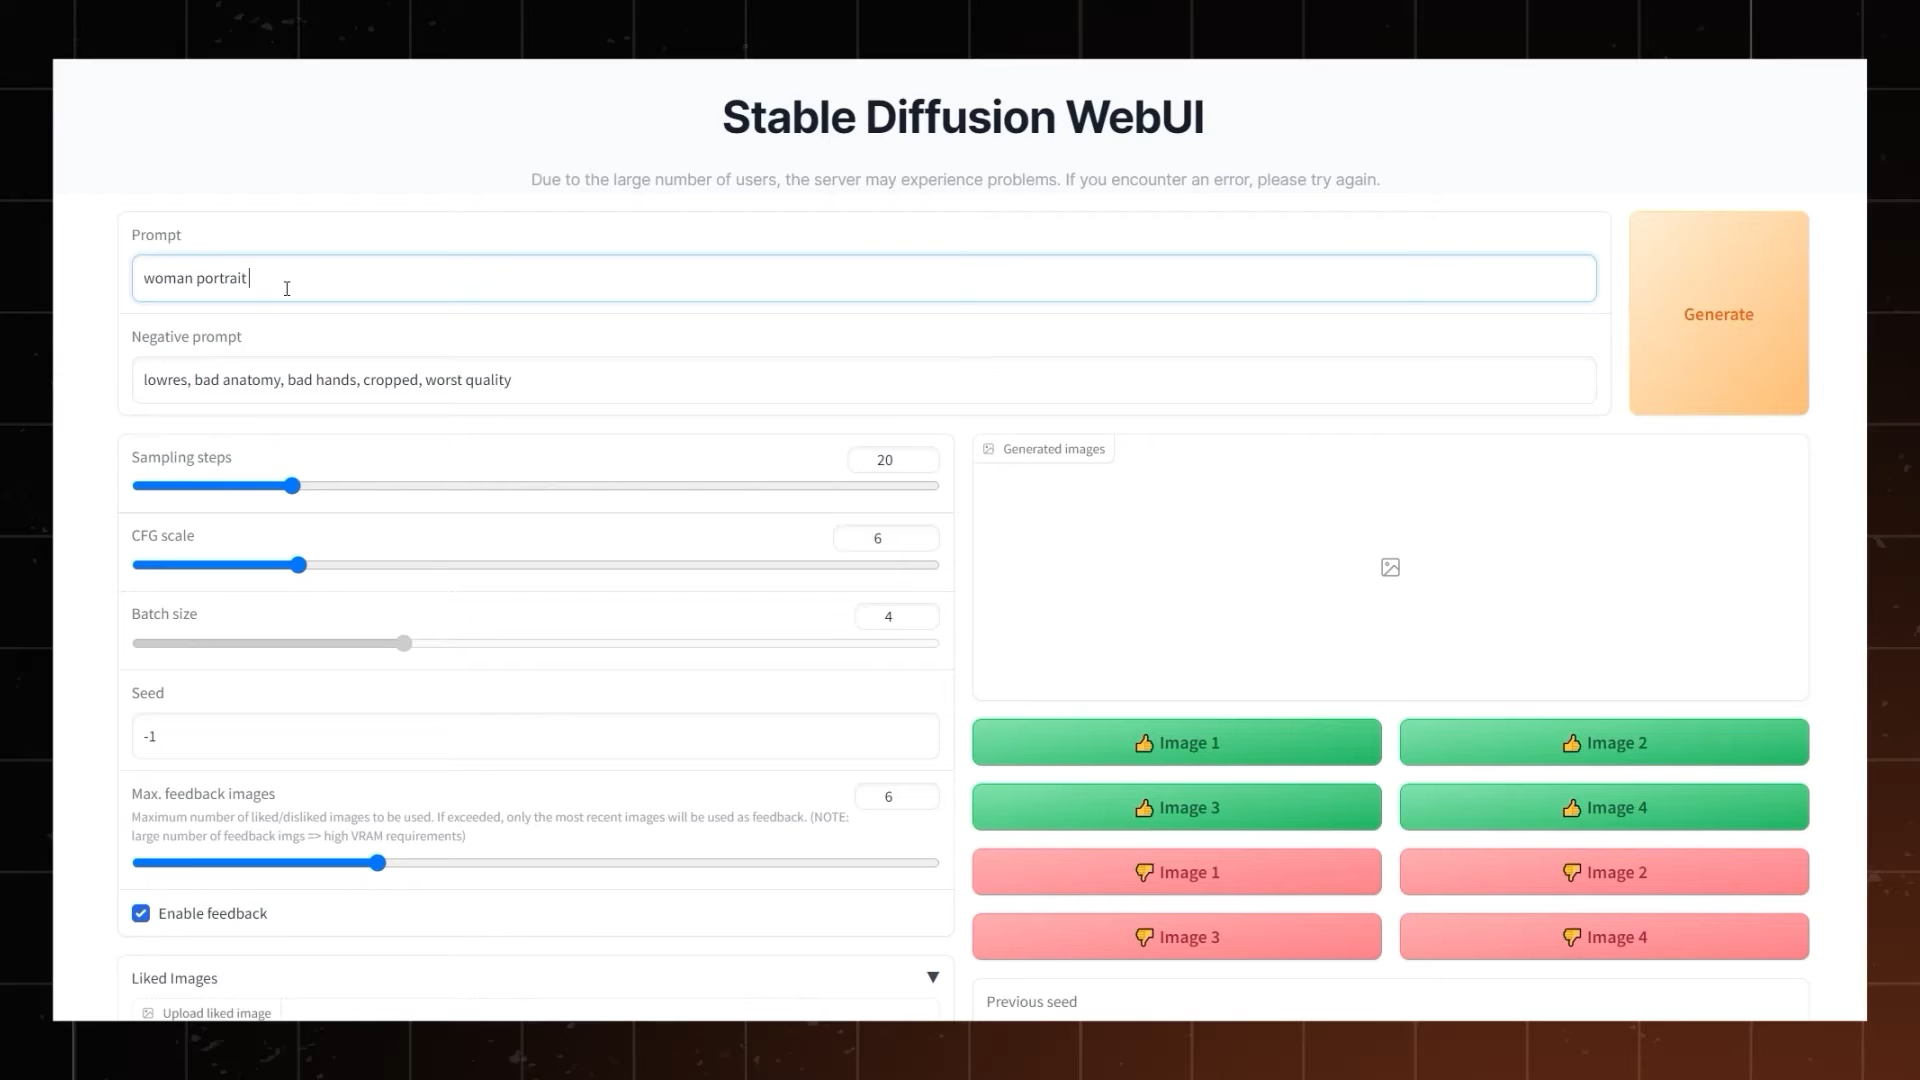 Stable Diffusion WebUI
Due to the large number of users, the server may experience problems. If you encounter an error, please try again.
Prompt
woman portrait
Generate
Negative prompt
lowres, bad anatomy, bad hands, cropped, worst quality
Sampling steps
20
CFG scale
6
Batch size
4
Seed
-1
Max. feedback images
6
Maximum number of liked/disliked images to be used. If exceeded, only the most recent images will be used as feedback. (NOTE:
large number of feedback imgs => high VRAM requirements)
Enable feedback
Liked Images
Upload liked image
Generated images
👍 Image 1
👍 Image 2
👍 Image 3
👍 Image 4
👎 Image 1
👎 Image 2
👎 Image 3
👎 Image 4
Previous seed